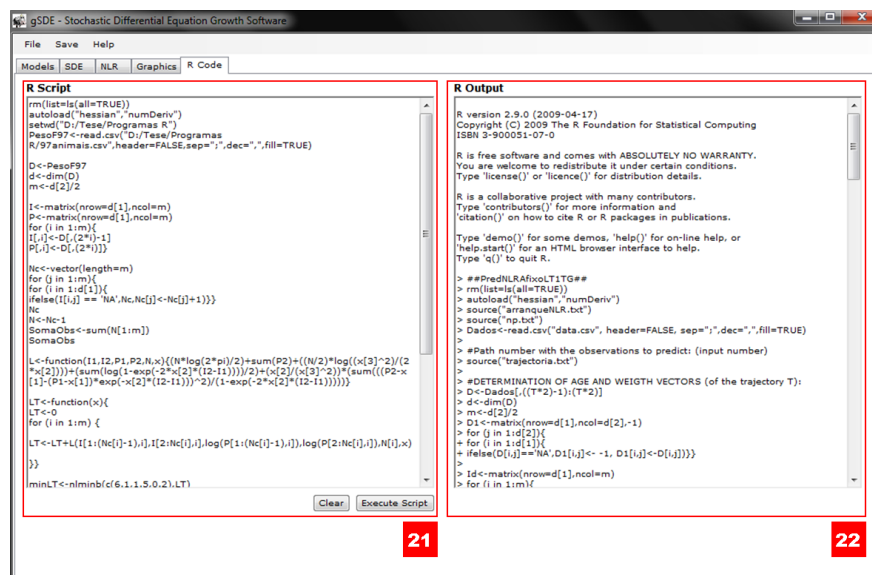 gSDE - Stochastic Differential Equation Growth Software
File Save Help
Models SDE NLR Graphics R Code
R Script
rm(list=ls(all=TRUE))
autoload("hessian","numDeriv")
setwd("D:/Tese/Programas R")
PesoF97<-read.csv("D:/Tese/Programas
R/97animais.csv",header=FALSE,sep=";",dec=",",fill=TRUE)
D<-PesoF97
d<-dim(D)
m<-d[2]/2
I<-matrix(nrow=d[1],ncol=m)
P<-matrix(nrow=d[1],ncol=m)
for (i in 1:m){
I[,i]<-D[,(2*i)-1]
P[,i]<-D[,(2*i)]}
Nc<-vector(length=m)
for (j in 1:m){
for (i in 1:d[1]){
ifelse(I[i,j] == 'NA',Nc,Nc[j]<-Nc[j]+1)}}
Nc
N<-Nc-1
SomaObs<-sum(N[1:m])
SomaObs
L<-function(I1,I2,P1,P2,N,x){(N*log(2*pi)/2)+sum(P2)+((N/2)*log((x[3]^2)/(2
*x[2])))+(sum(log(1-exp(-2*x[2]*(I2-I1))))/2)+(x[2]/(x[3]^2))*(sum(((P2-x
[1]-(P1-x[1])*exp(-x[2]*(I2-I1)))^2)/(1-exp(-2*x[2]*(I2-I1)))))}
LT<-function(x){
LT<-0
for (i in 1:m) {
LT<-LT+L(I[1:(Nc[i]-1),i],I[2:Nc[i],i],log(P[1:(Nc[i]-1),i]),log(P[2:Nc[i],i]),N[i],x)
}}
minLT<-nlminb(c(6.1,1.5,0.2),LT)
Clear Execute Script
21
R Output
R version 2.9.0 (2009-04-17)
Copyright (C) 2009 The R Foundation for Statistical Computing
ISBN 3-900051-07-0
R is free software and comes with ABSOLUTELY NO WARRANTY.
You are welcome to redistribute it under certain conditions.
Type 'license()' or 'licence()' for distribution details.
R is a collaborative project with many contributors.
Type 'contributors()' for more information and
'citation()' on how to cite R or R packages in publications.
Type 'demo()' for some demos, 'help()' for on-line help, or
'help.start()' for an HTML browser interface to help.
Type 'q()' to quit R.
> ##PredNLRAfixoLT1TG##
> rm(list=ls(all=TRUE))
> autoload("hessian","numDeriv")
> source("arranqueNLR.txt")
> source("np.txt")
> Dados<-read.csv("data.csv", header=FALSE, sep=";",dec=",",fill=TRUE)
>
> #Path number with the observations to predict: (input number)
> source("trajectoria.txt")
>
> #DETERMINATION OF AGE AND WEIGTH VECTORS (of the trajectory T):
> D<-Dados[,((T*2)-1):(T*2)]
> d<-dim(D)
> m<-d[2]/2
> D1<-matrix(nrow=d[1],ncol=d[2],-1)
> for (j in 1:d[2]){
+ for (i in 1:d[1]){
+ ifelse(D[i,j]=='NA',D1[i,j]<- -1, D1[i,j]<-D[i,j])}}
>
> Id<-matrix(nrow=d[1],ncol=m)
> for (i in 1:m){
22